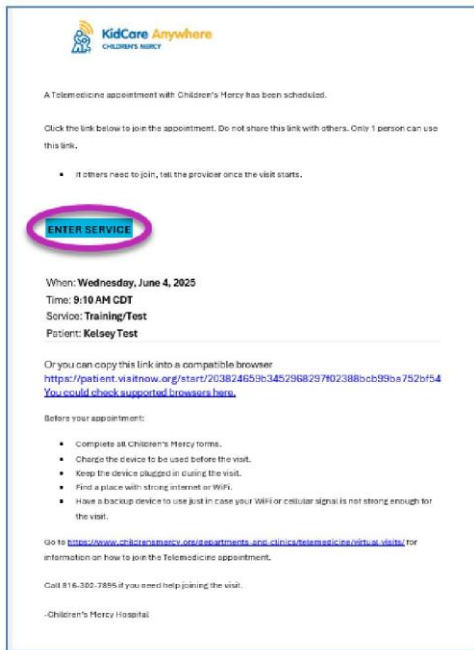 KidCare Anywhere
CHILDREN'S MERCY
A Telemedicine appointment with Children's Mercy has been scheduled.
Click the link below to join the appointment. Do not share this link with others. Only 1 person can use
this link.
• If others need to join, tell the provider once the visit starts.
ENTER SERVICE
When: Wednesday, June 4, 2025
Time: 9:10 AM CDT
Service: Training/Test
Patient: Kelsey Test
Or you can copy this link into a compatible browser
https://patient.visitnow.org/start/203824659b3452968297f02388bcb99ba752bf54
You could check supported browsers here.
Before your appointment:
• Complete all Children's Mercy forms.
• Charge the device to be used before the visit.
• Keep the device plugged in during the visit.
• Find a place with strong internet or WiFi.
• Have a backup device to use just in case your WiFi or cellular signal is not strong enough for
the visit.
Go to https://www.childrensmercy.org/departments-and-clinics/telemedicine/virtual-visits/ for
information on how to join the Telemedicine appointment.
Call 816-302-7895 if you need help joining the visit.
-Children's Mercy Hospital